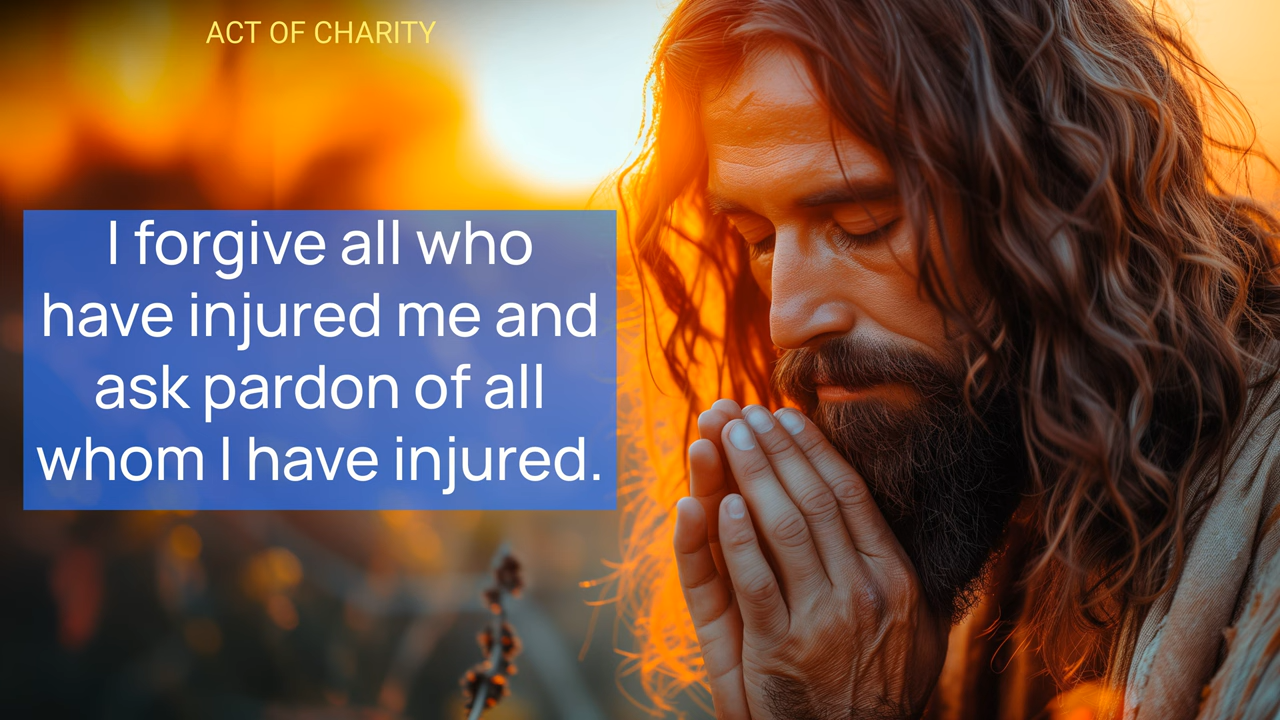 ACT OF CHARITY
I forgive all who
have injured me and
ask pardon of all
whom I have injured.